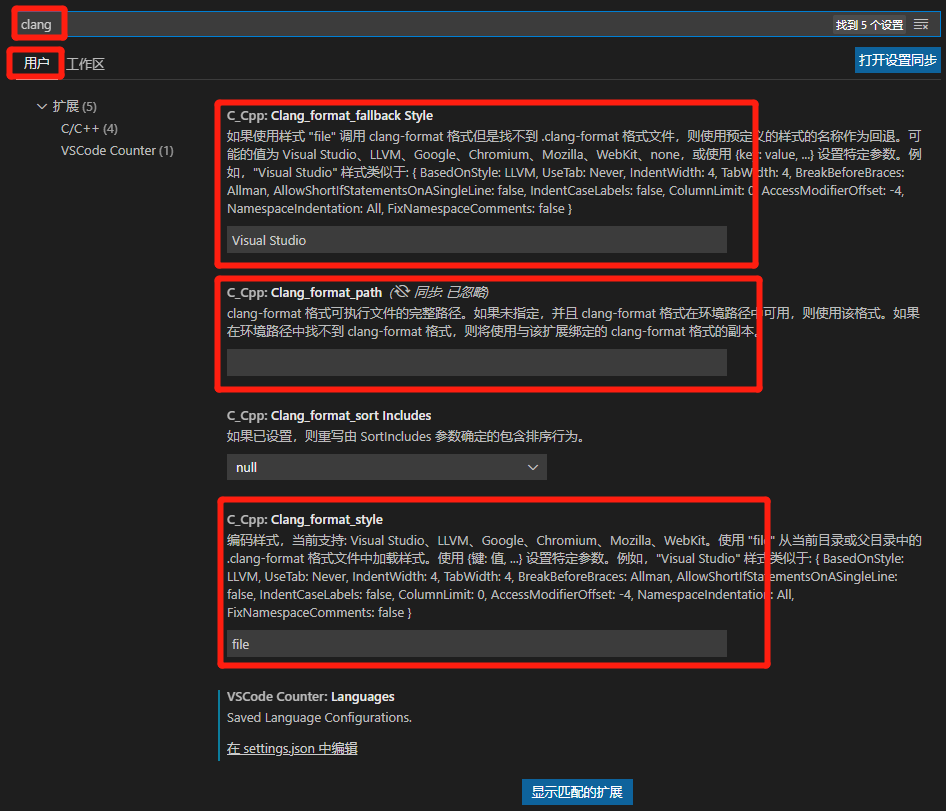 clang
找到 5 个设置
用户
工作区
打开设置同步
扩展 (5)
C/C++ (4)
VSCode Counter (1)
C_Cpp: Clang_format_fallback Style
如果使用样式 "file" 调用 clang-format 格式但是找不到 .clang-format 格式文件，则使用预定义的样式的名称作为回退。可
能的值为 Visual Studio、LLVM、Google、Chromium、Mozilla、WebKit、none，或使用 {key: value, ...} 设置特定参数。例
如，"Visual Studio" 样式类似于: { BasedOnStyle: LLVM, UseTab: Never, IndentWidth: 4, TabWidth: 4, BreakBeforeBraces:
Allman, AllowShortIfStatementsOnASingleLine: false, IndentCaseLabels: false, ColumnLimit: 0, AccessModifierOffset: -4,
NamespaceIndentation: All, FixNamespaceComments: false }
Visual Studio
C_Cpp: Clang_format_path (同步: 已忽略)
clang-format 格式可执行文件的完整路径。如果未指定，并且 clang-format 格式在环境路径中可用，则使用该格式。如果
在环境路径中找不到 clang-format 格式，则将使用与该扩展绑定的 clang-format 格式的副本。
C_Cpp: Clang_format_sort Includes
如果已设置，则重写由 SortIncludes 参数确定的包含排序行为。
null
C_Cpp: Clang_format_style
编码样式，当前支持: Visual Studio、LLVM、Google、Chromium、Mozilla、WebKit。使用 "file" 从当前目录或父目录中的
.clang-format 格式文件中加载样式。使用 {键: 值, ...} 设置特定参数。例如，"Visual Studio" 样式类似于: { BasedOnStyle:
LLVM, UseTab: Never, IndentWidth: 4, TabWidth: 4, BreakBeforeBraces: Allman, AllowShortIfStatementsOnASingleLine:
false, IndentCaseLabels: false, ColumnLimit: 0, AccessModifierOffset: -4, NamespaceIndentation: All,
FixNamespaceComments: false }
file
VSCode Counter: Languages
Saved Language Configurations.
在 settings.json 中编辑
显示匹配的扩展